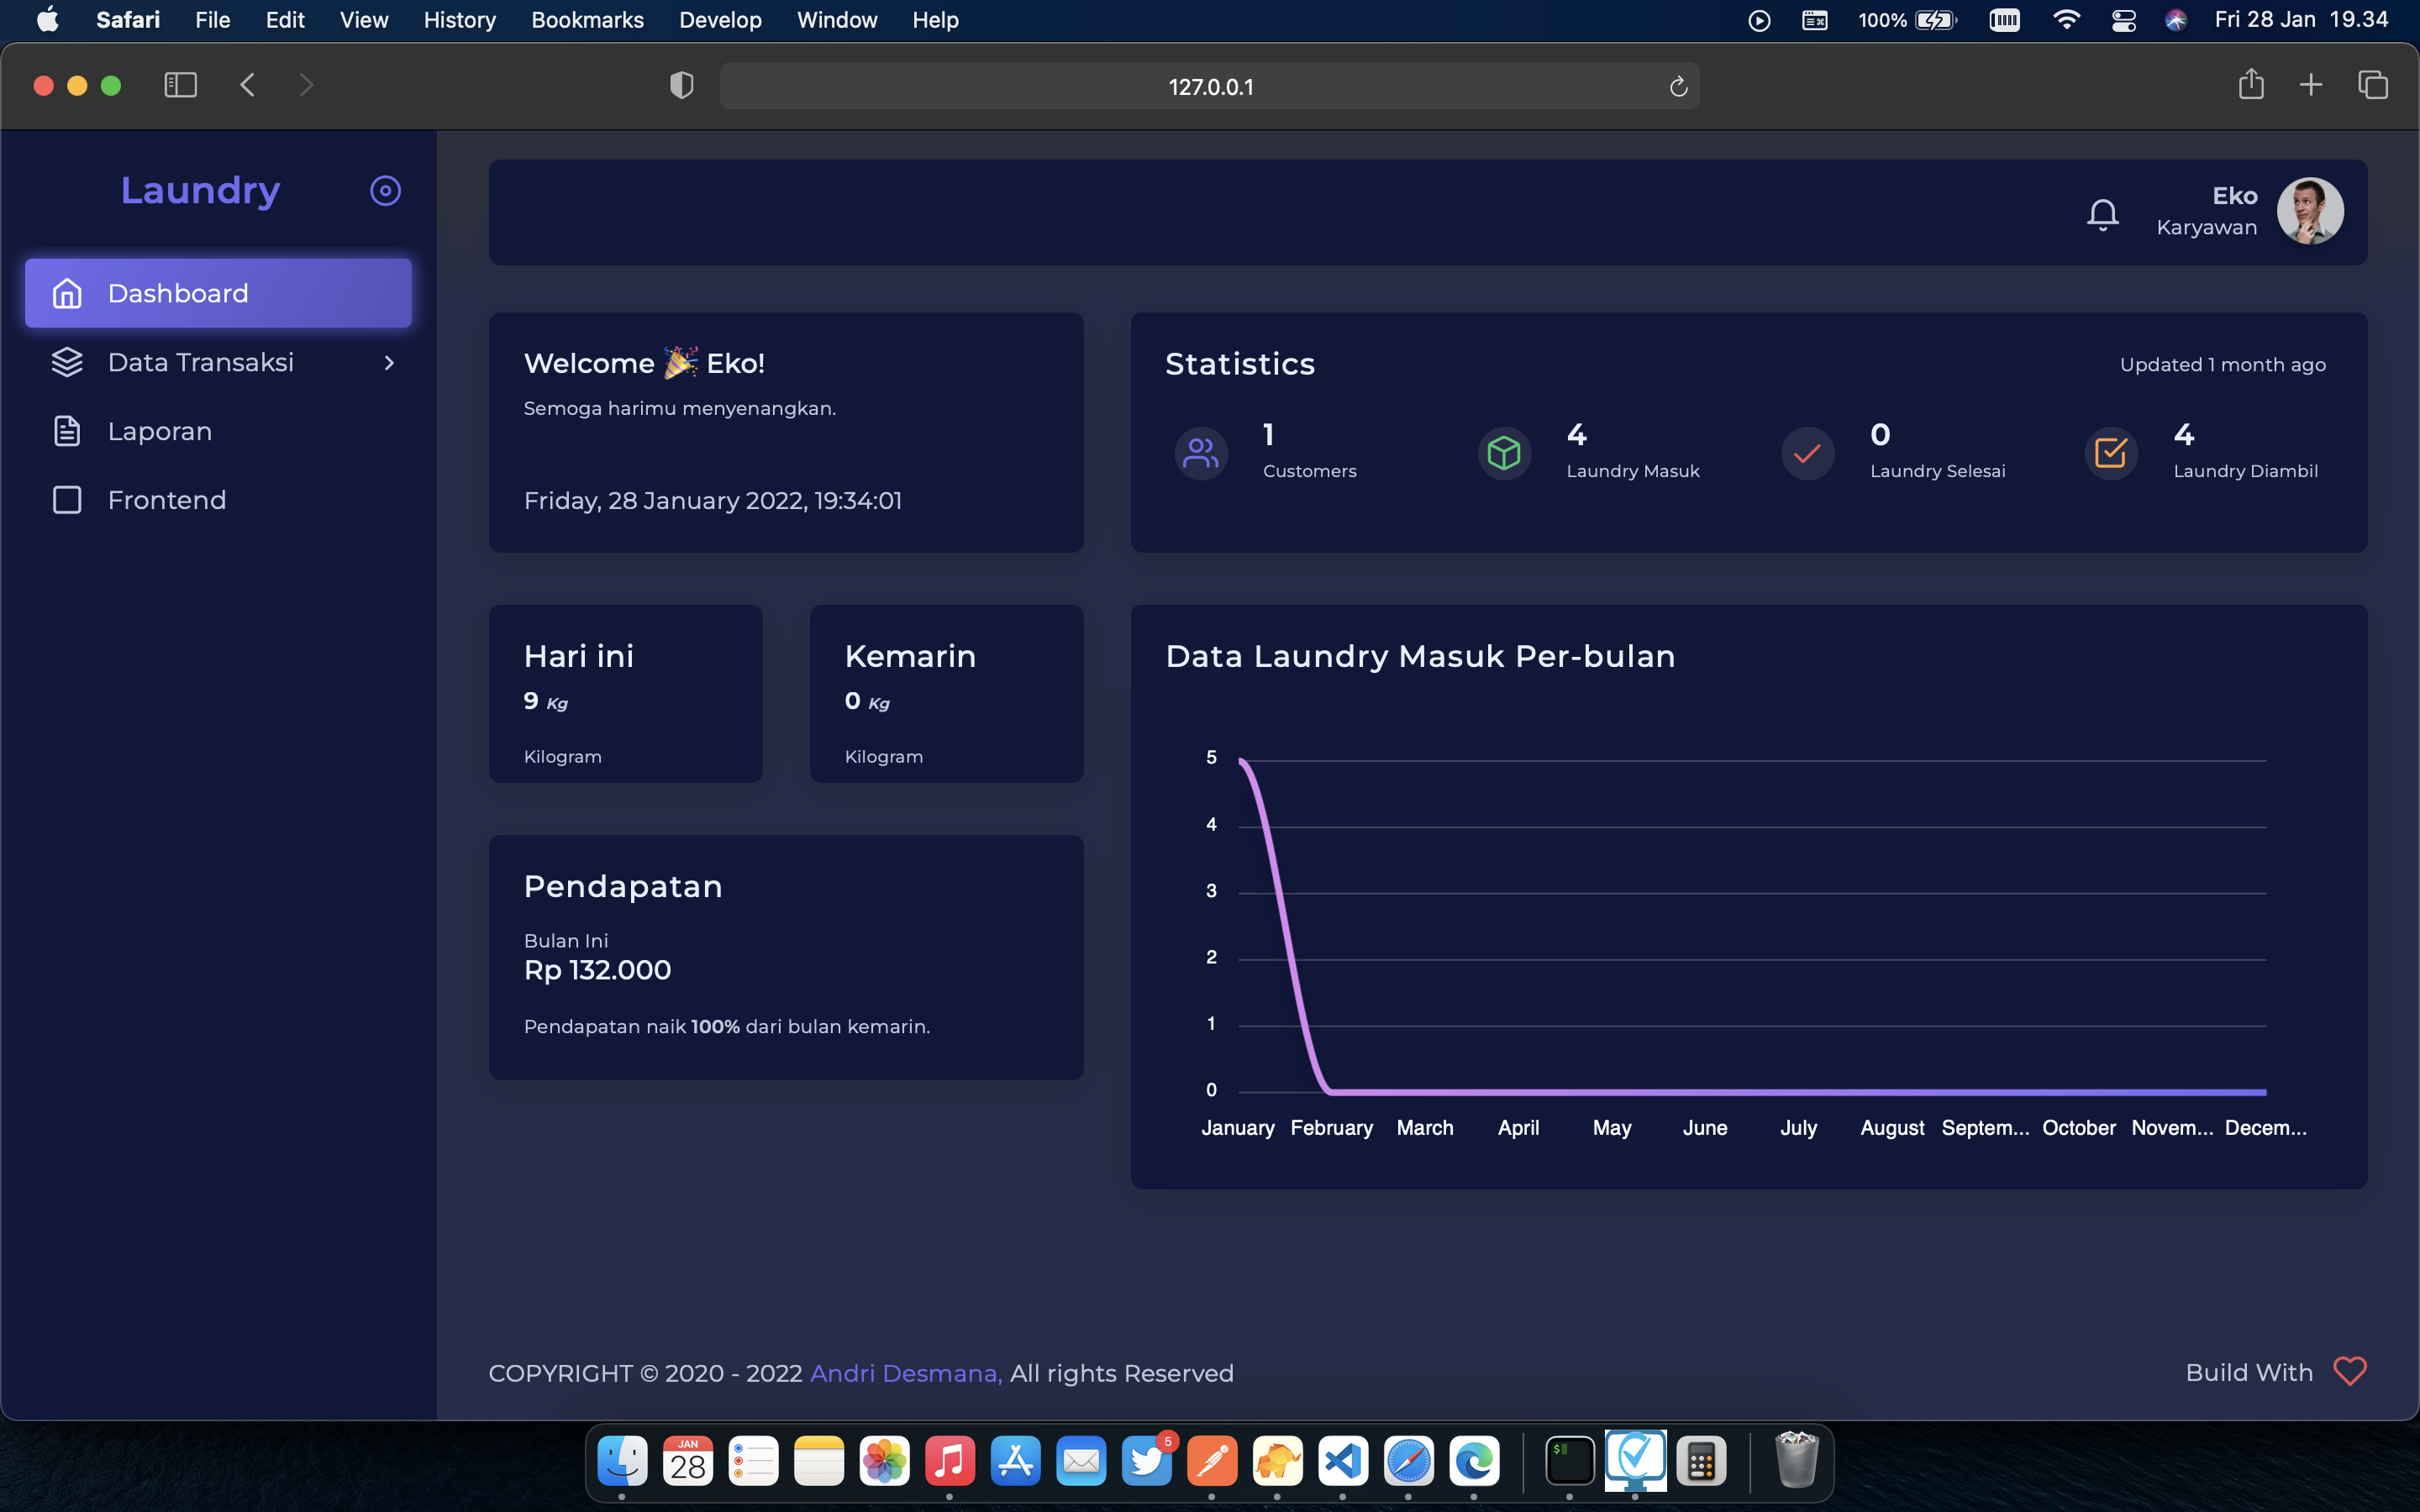 Safari File Edit View History Bookmarks Develop Window Help 100% Fri 28 Jan 19.34
127.0.0.1
Laundry
Dashboard
Data Transaksi
Laporan
Frontend
Eko
Karyawan
Welcome 🎉 Eko!
Semoga harimu menyenangkan.
Friday, 28 January 2022, 19:34:01
Statistics
Updated 1 month ago
1
Customers
4
Laundry Masuk
0
Laundry Selesai
4
Laundry Diambil
Hari ini
9 Kg
Kilogram
Kemarin
0 Kg
Kilogram
Pendapatan
Bulan Ini
Rp 132.000
Pendapatan naik 100% dari bulan kemarin.
Data Laundry Masuk Per-bulan
5
4
3
2
1
0
January February March April May June July August Septem... October Novem... Decem...
COPYRIGHT © 2020 - 2022 Andri Desmana, All rights Reserved
Build With
JAN
28
5
$